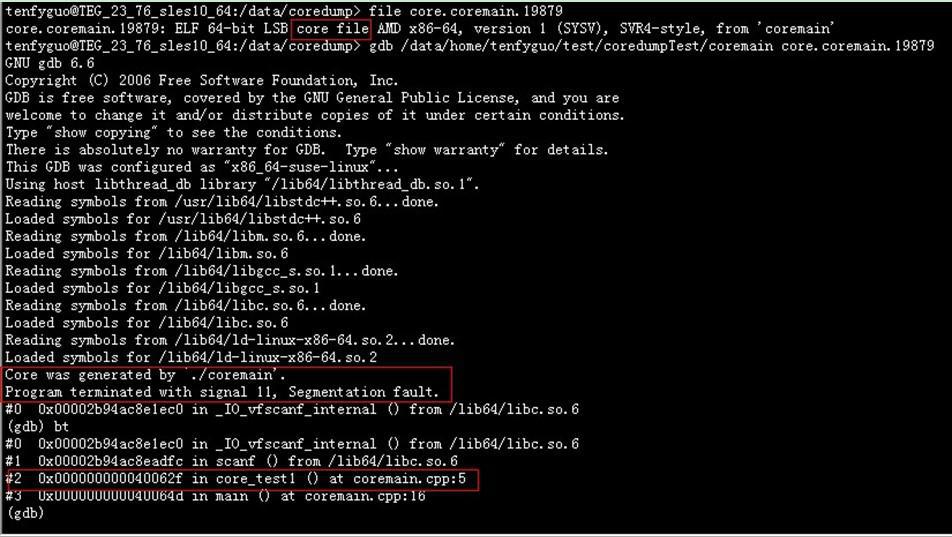 tenfyguo@TEG_23_76_sles10_64:/data/coredump> file core.coremain.19879
core.coremain.19879: ELF 64-bit LSB core file AMD x86-64, version 1 (SYSV), SVR4-style, from 'coremain'
tenfyguo@TEG_23_76_sles10_64:/data/coredump> gdb /data/home/tenfyguo/test/coredumpTest/coremain core.coremain.19879
GNU gdb 6.6
Copyright (C) 2006 Free Software Foundation, Inc.
GDB is free software, covered by the GNU General Public License, and you are
welcome to change it and/or distribute copies of it under certain conditions.
Type "show copying" to see the conditions.
There is absolutely no warranty for GDB.  Type "show warranty" for details.
This GDB was configured as "x86_64-suse-linux"...
Using host libthread_db library "/lib64/libthread_db.so.1".
Reading symbols from /usr/lib64/libstdc++.so.6...done.
Loaded symbols for /usr/lib64/libstdc++.so.6
Reading symbols from /lib64/libm.so.6...done.
Loaded symbols for /lib64/libm.so.6
Reading symbols from /lib64/libgcc_s.so.1...done.
Loaded symbols for /lib64/libgcc_s.so.1
Reading symbols from /lib64/libc.so.6...done.
Loaded symbols for /lib64/libc.so.6
Reading symbols from /lib64/ld-linux-x86-64.so.2...done.
Loaded symbols for /lib64/ld-linux-x86-64.so.2
Core was generated by `./coremain'.
Program terminated with signal 11, Segmentation fault.
#0  0x00002b94ac8e1ec0 in _IO_vfscanf_internal () from /lib64/libc.so.6
(gdb) bt
#0  0x00002b94ac8e1ec0 in _IO_vfscanf_internal () from /lib64/libc.so.6
#1  0x00002b94ac8eadfc in scanf () from /lib64/libc.so.6
#2  0x000000000040062f in core_test1 () at coremain.cpp:5
#3  0x000000000040064d in main () at coremain.cpp:16
(gdb)